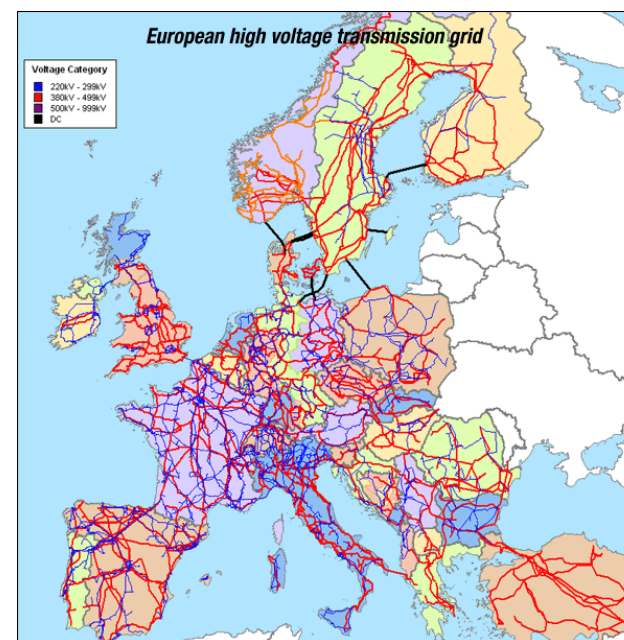 European high voltage transmission grid
Voltage Category
220kV - 299kV
380kV - 499kV
500kV - 999kV
DC